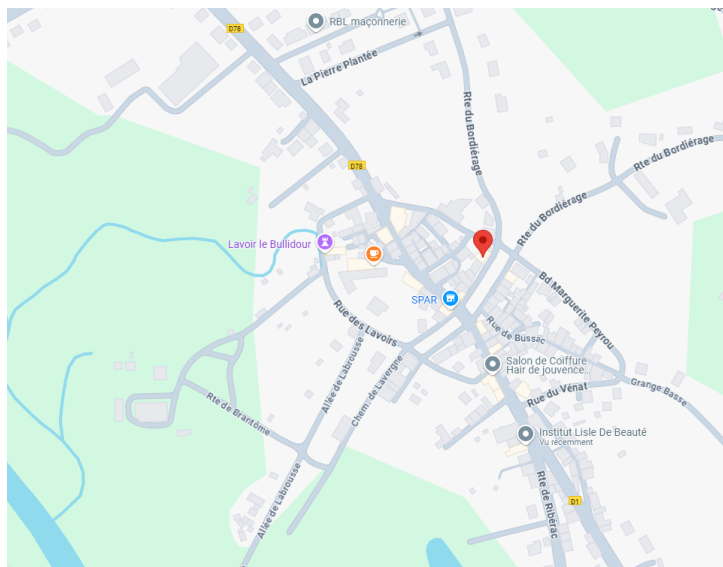 D78
RBL maçonnerie
La Pierre Plantée
Rte du Bordiérage
Rte du Bordiérage
D78
Rte du Bordiérage
Lavoir le Bullidour
SPAR
Bd Marguerite Peyrou
Rue des Lavoirs
Rue de Bussac
Allée de Labrousse
Chem. de Lavergne
Salon de Coiffure
Hair de jouvence...
Grange Basse
Rue du Vénat
Rte de Brantôme
Institut Lisle De Beauté
Vu récemment
Allée de Labrousse
Rte de Ribérac
D1